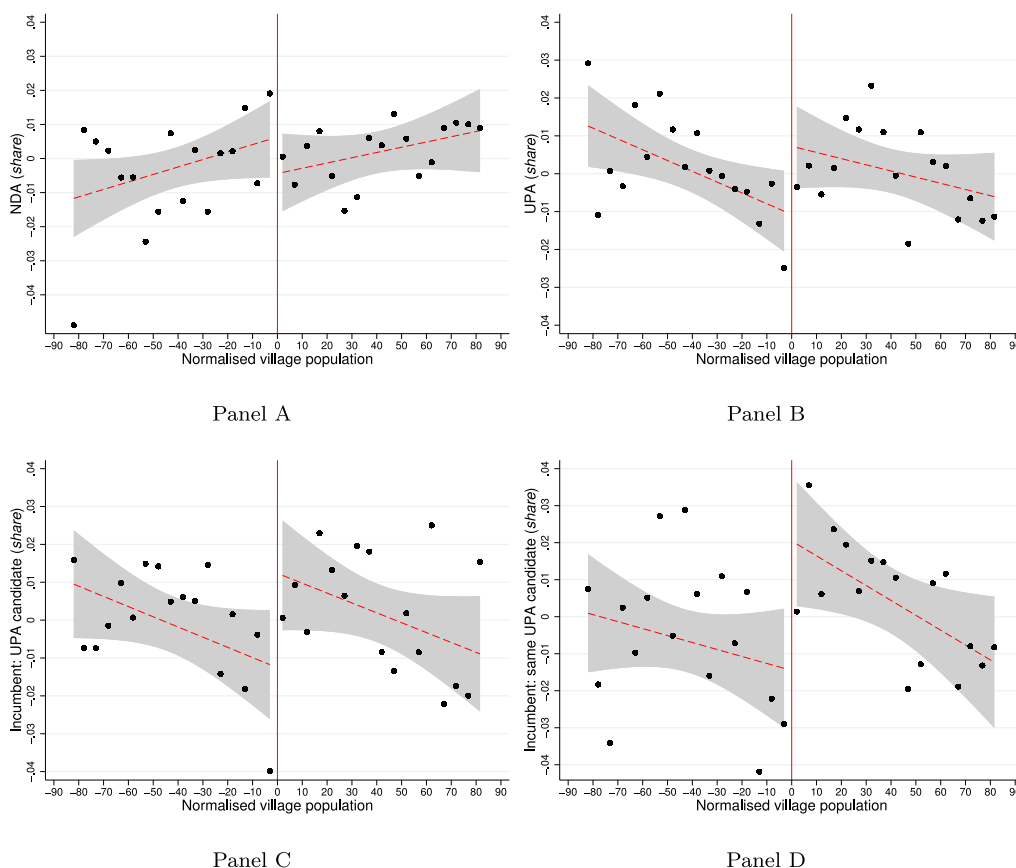 NDA (share)
.04
.03
.02
.01
0
-.01
-.02
-.03
-.04
-90 -80 -70 -60 -50 -40 -30 -20 -10 0 10 20 30 40 50 60 70 80 90
Normalised village population
Panel A
UPA (share)
.04
.03
.02
.01
0
-.01
-.02
-.03
-.04
-90 -80 -70 -60 -50 -40 -30 -20 -10 0 10 20 30 40 50 60 70 80 90
Normalised village population
Panel B
Incumbent: UPA candidate (share)
.04
.03
.02
.01
0
-.01
-.02
-.03
-.04
-90 -80 -70 -60 -50 -40 -30 -20 -10 0 10 20 30 40 50 60 70 80 90
Normalised village population
Panel C
Incumbent: same UPA candidate (share)
.04
.03
.02
.01
0
-.01
-.02
-.03
-.04
-90 -80 -70 -60 -50 -40 -30 -20 -10 0 10 20 30 40 50 60 70 80 90
Normalised village population
Panel D